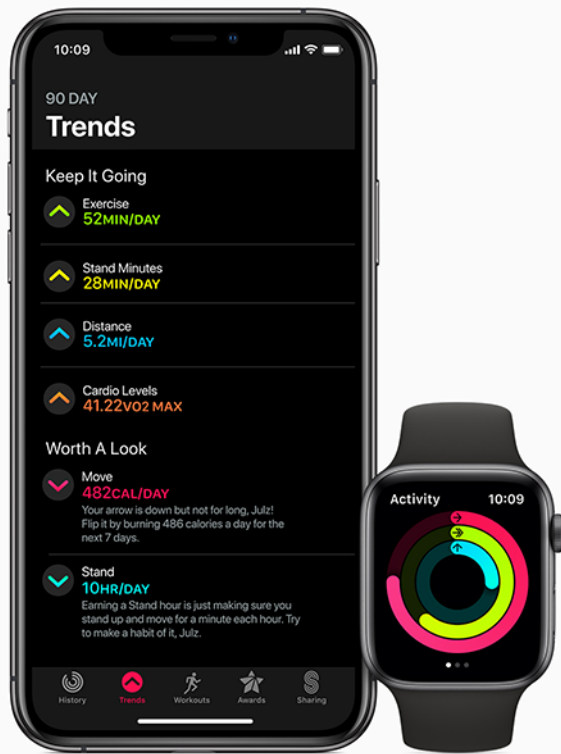 10:09
90 DAY
Trends
Keep It Going
Exercise
52MIN/DAY
Stand Minutes
28MIN/DAY
Distance
5.2MI/DAY
Cardio Levels
41.22VO2 MAX
Worth A Look
Move
482CAL/DAY
Your arrow is down but not for long, Julz!
Flip it by burning 486 calories a day for the
next 7 days.
Stand
10HR/DAY
Earning a Stand hour is just making sure you
stand up and move for a minute each hour. Try
to make a habit of it, Julz.
History
Trends
Workouts
Awards
Sharing
Activity 10:09